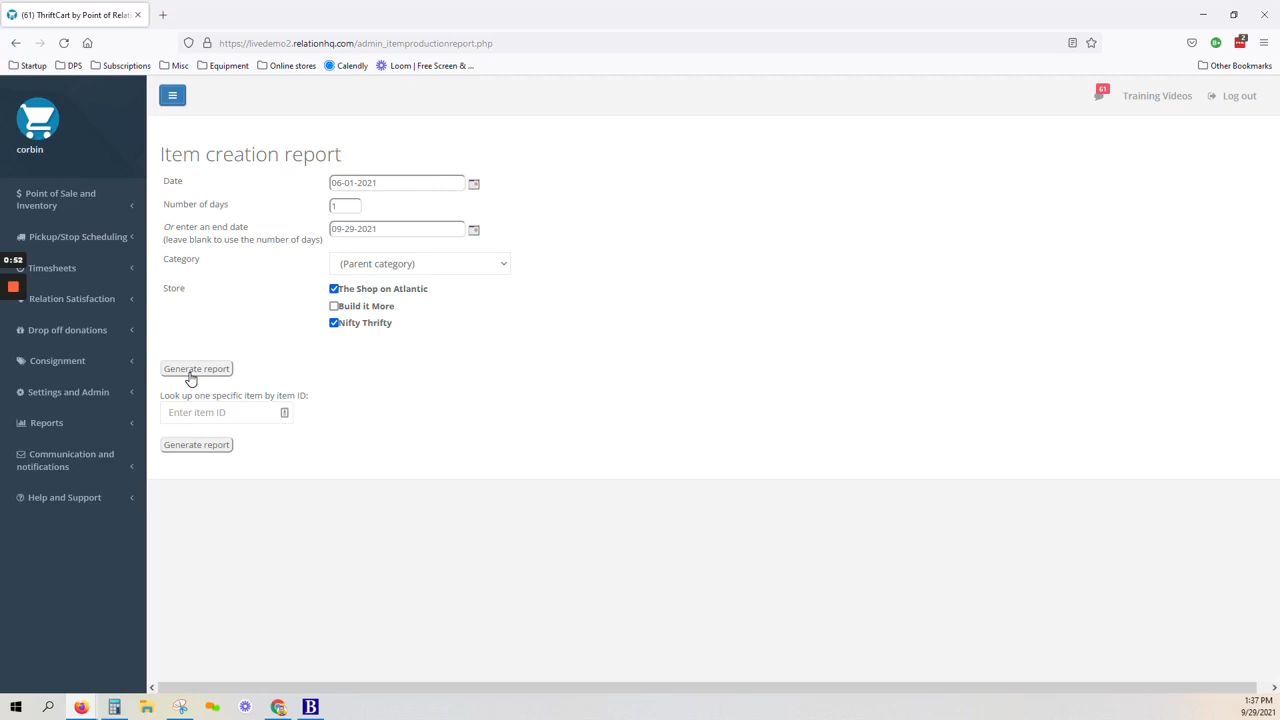 (61) ThriftCart by Point of Relat
https://livedemo2.relationhq.com/admin_itemproductionreport.php
Startup
DPS
Subscriptions
Misc
Equipment
Online stores
Calendly
Loom | Free Screen & ...
Other Bookmarks
61
Training Videos
Log out
corbin
Point of Sale and
Inventory
Pickup/Stop Scheduling
0:52
Timesheets
Relation Satisfaction
Drop off donations
Consignment
Settings and Admin
Reports
Communication and
notifications
Help and Support
Item creation report
Date
06-01-2021
Number of days
1
Or enter an end date
(leave blank to use the number of days)
09-29-2021
Category
(Parent category)
Store
The Shop on Atlantic
Build it More
Nifty Thrifty
Generate report
Look up one specific item by item ID:
Enter item ID
Generate report
1:37 PM
9/29/2021